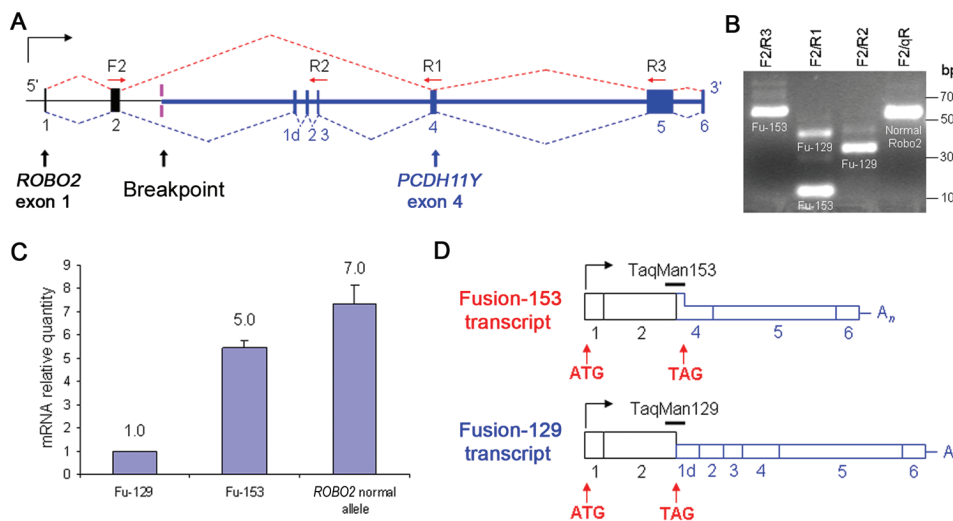 A
5'
F2
R2
R1
R3
3'
1
2
1d
2
3
4
5
6
ROBO2
exon 1
Breakpoint
PCDH11Y
exon 4
B
F2/R3
F2/R1
F2/R2
F2/qR
bp
70
50
30
10
Fu-153
Fu-129
Fu-153
Fu-129
Normal
Robo2
C
mRNA relative quantity
9
8
7
6
5
4
3
2
1
0
1.0
5.0
7.0
Fu-129
Fu-153
ROBO2 normal
allele
D
Fusion-153
transcript
TaqMan153
1
2
4
5
6
An
ATG
TAG
Fusion-129
transcript
TaqMan129
1
2
1d
2
3
4
5
6
A
ATG
TAG